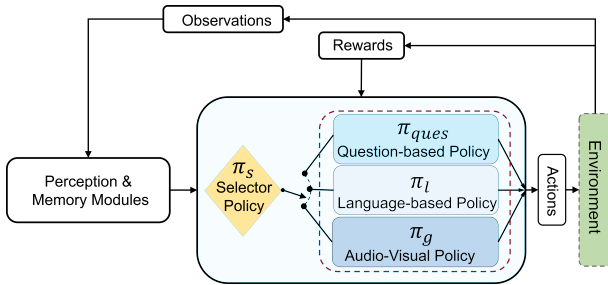 Observations
Rewards
Perception &
Memory Modules
π_s
Selector
Policy
π_ques
Question-based Policy
π_l
Language-based Policy
π_g
Audio-Visual Policy
Actions
Environment